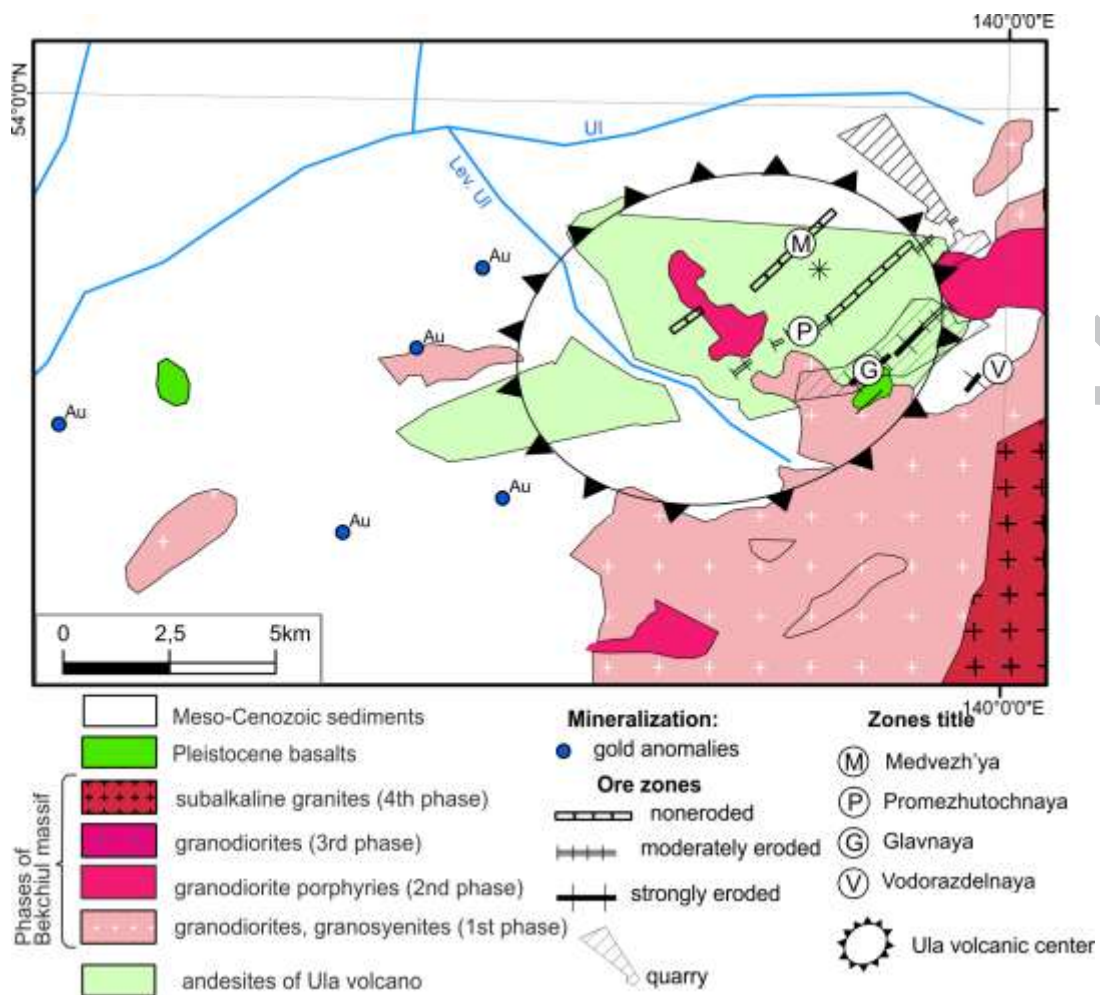 140°0'0"E
54°0'0"N
Ul
Lev. Ul
M
Au
P
Au
G
V
Au
Au
Au
0 2,5 5km
140°0'0"E
Meso-Cenozoic sediments
Pleistocene basalts
Phases of
Bekchiul massif
subalkaline granites (4th phase)
granodiorites (3rd phase)
granodiorite porphyries (2nd phase)
granodiorites, granosyenites (1st phase)
andesites of Ula volcano
Mineralization:
gold anomalies
Ore zones
noneroded
moderately eroded
strongly eroded
quarry
Zones title
M Medvezh'ya
P Promezhutochnaya
G Glavnaya
V Vodorazdelnaya
Ula volcanic center